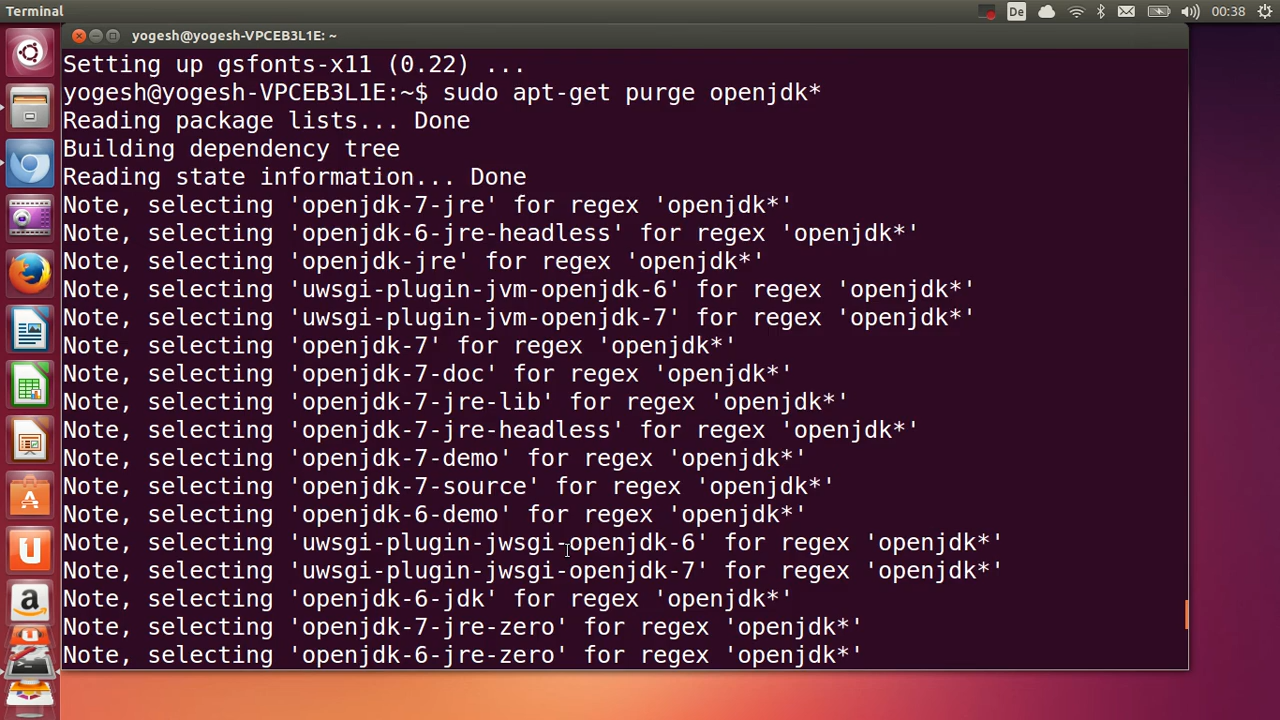 Terminal
De
00:38
yogesh@yogesh-VPCEB3L1E: ~
Setting up gsfonts-x11 (0.22) ...
yogesh@yogesh-VPCEB3L1E:~$ sudo apt-get purge openjdk*
Reading package lists... Done
Building dependency tree
Reading state information... Done
Note, selecting 'openjdk-7-jre' for regex 'openjdk*'
Note, selecting 'openjdk-6-jre-headless' for regex 'openjdk*'
Note, selecting 'openjdk-jre' for regex 'openjdk*'
Note, selecting 'uwsgi-plugin-jvm-openjdk-6' for regex 'openjdk*'
Note, selecting 'uwsgi-plugin-jvm-openjdk-7' for regex 'openjdk*'
Note, selecting 'openjdk-7' for regex 'openjdk*'
Note, selecting 'openjdk-7-doc' for regex 'openjdk*'
Note, selecting 'openjdk-7-jre-lib' for regex 'openjdk*'
Note, selecting 'openjdk-7-jre-headless' for regex 'openjdk*'
Note, selecting 'openjdk-7-demo' for regex 'openjdk*'
Note, selecting 'openjdk-7-source' for regex 'openjdk*'
Note, selecting 'openjdk-6-demo' for regex 'openjdk*'
Note, selecting 'uwsgi-plugin-jwsgi-openjdk-6' for regex 'openjdk*'
Note, selecting 'uwsgi-plugin-jwsgi-openjdk-7' for regex 'openjdk*'
Note, selecting 'openjdk-6-jdk' for regex 'openjdk*'
Note, selecting 'openjdk-7-jre-zero' for regex 'openjdk*'
Note, selecting 'openjdk-6-jre-zero' for regex 'openjdk*'